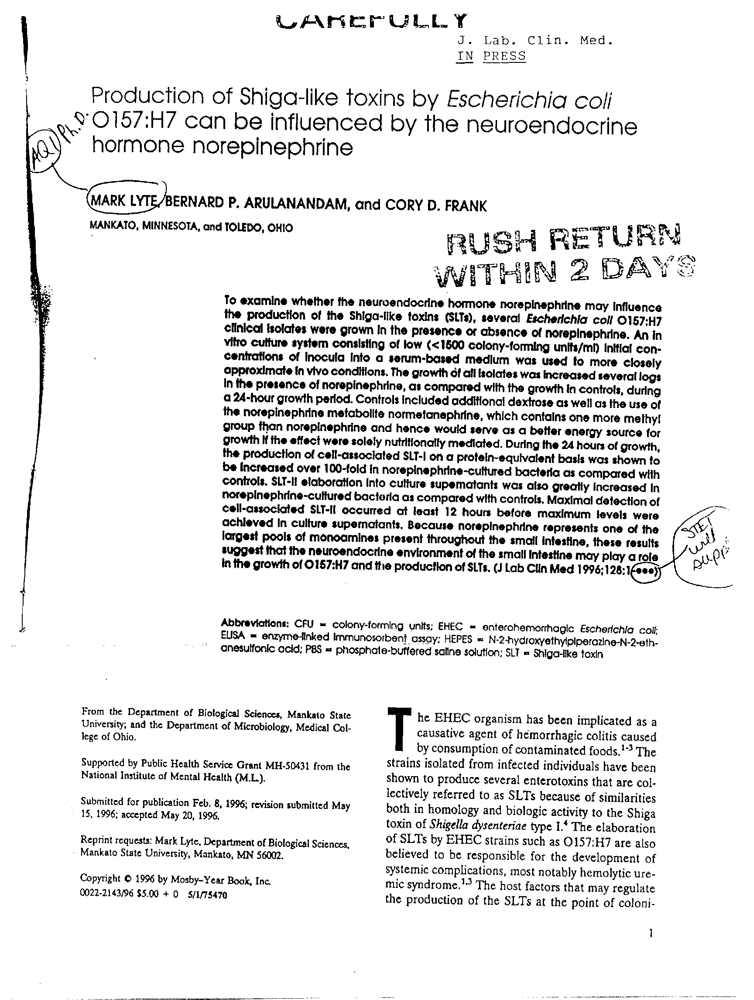 CAREFULLY
J. Lab. Clin. Med.
IN PRESS
Production of Shiga-like toxins by Escherichia coli
O157:H7 can be influenced by the neuroendocrine
hormone norepinephrine
AQ1 Ph.D.
MARK LYTE, BERNARD P. ARULANANDAM, and CORY D. FRANK
MANKATO, MINNESOTA, and TOLEDO, OHIO
RUSH RETURN
WITHIN 2 DAYS
To examine whether the neuroendocrine hormone norepinephrine may influence
the production of the Shiga-like toxins (SLTs), several Escherichia coli O157:H7
clinical isolates were grown in the presence or absence of norepinephrine. An in
vitro culture system consisting of low (<1500 colony-forming units/ml) initial con-
centrations of inocula into a serum-based medium was used to more closely
approximate in vivo conditions. The growth of all isolates was increased several logs
in the presence of norepinephrine, as compared with the growth in controls, during
a 24-hour growth period. Controls included additional dextrose as well as the use of
the norepinephrine metabolite normetanephrine, which contains one more methyl
group than norepinephrine and hence would serve as a better energy source for
growth if the effect were solely nutritionally mediated. During the 24 hours of growth,
the production of cell-associated SLT-I on a protein-equivalent basis was shown to
be increased over 100-fold in norepinephrine-cultured bacteria as compared with
controls. SLT-II elaboration into culture supernatants was also greatly increased in
norepinephrine-cultured bacteria as compared with controls. Maximal detection of
cell-associated SLT-II occurred at least 12 hours before maximum levels were
achieved in culture supernatants. Because norepinephrine represents one of the
largest pools of monoamines present throughout the small intestine, these results
suggest that the neuroendocrine environment of the small intestine may play a role
in the growth of O157:H7 and the production of SLTs. (J Lab Clin Med 1996;128:1-●●●)
STET
will
supp
Abbreviations: CFU = colony-forming units; EHEC = enterohemorrhagic Escherichia coli;
ELISA = enzyme-linked immunosorbent assay; HEPES = N-2-hydroxyethylpiperazine-N-2-eth-
anesulfonic acid; PBS = phosphate-buffered saline solution; SLT = Shiga-like toxin
From the Department of Biological Sciences, Mankato State
University; and the Department of Microbiology, Medical Col-
lege of Ohio.
Supported by Public Health Service Grant MH-50431 from the
National Institute of Mental Health (M.L.).
Submitted for publication Feb. 8, 1996; revision submitted May
15, 1996; accepted May 20, 1996.
Reprint requests: Mark Lyte, Department of Biological Sciences,
Mankato State University, Mankato, MN 56002.
Copyright © 1996 by Mosby–Year Book, Inc.
0022-2143/96 $5.00 + 0 5/1/75470
The EHEC organism has been implicated as a
causative agent of hemorrhagic colitis caused
by consumption of contaminated foods.1-3 The
strains isolated from infected individuals have been
shown to produce several enterotoxins that are col-
lectively referred to as SLTs because of similarities
both in homology and biologic activity to the Shiga
toxin of Shigella dysenteriae type I.4 The elaboration
of SLTs by EHEC strains such as O157:H7 are also
believed to be responsible for the development of
systemic complications, most notably hemolytic ure-
mic syndrome.1,5 The host factors that may regulate
the production of the SLTs at the point of coloni-
1